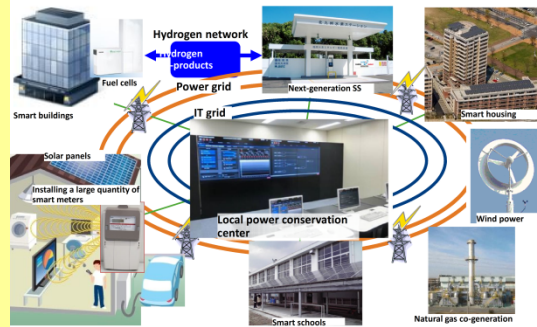 Hydrogen network
Hydrogen
-products
Fuel cells
Power grid
Next-generation SS
Smart buildings
Smart housing
IT grid
Solar panels
Installing a large quantity of
smart meters
Local power conservation
center
Wind power
Smart schools
Natural gas co-generation